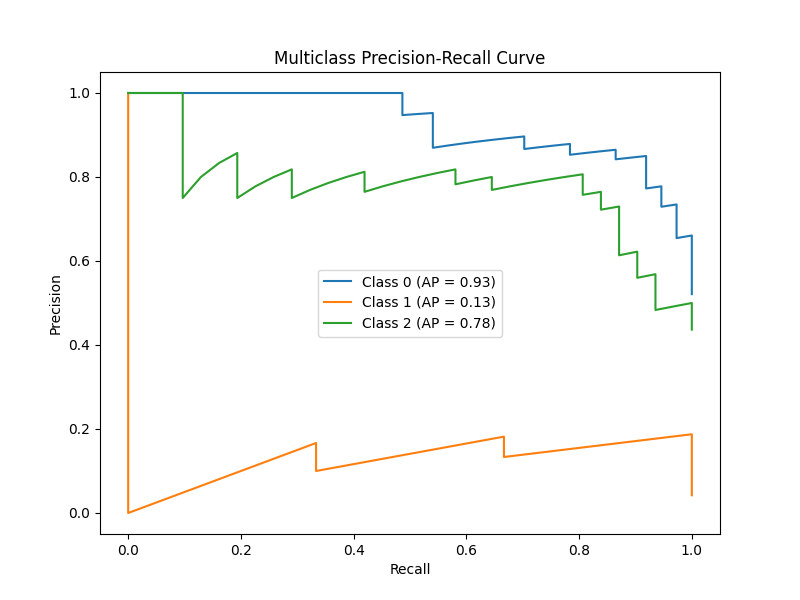 Multiclass Precision-Recall Curve
1.0
0.8
0.6
0.4
0.2
0.0
Precision
Class 0 (AP = 0.93)
Class 1 (AP = 0.13)
Class 2 (AP = 0.78)
0.0 0.2 0.4 0.6 0.8 1.0
Recall